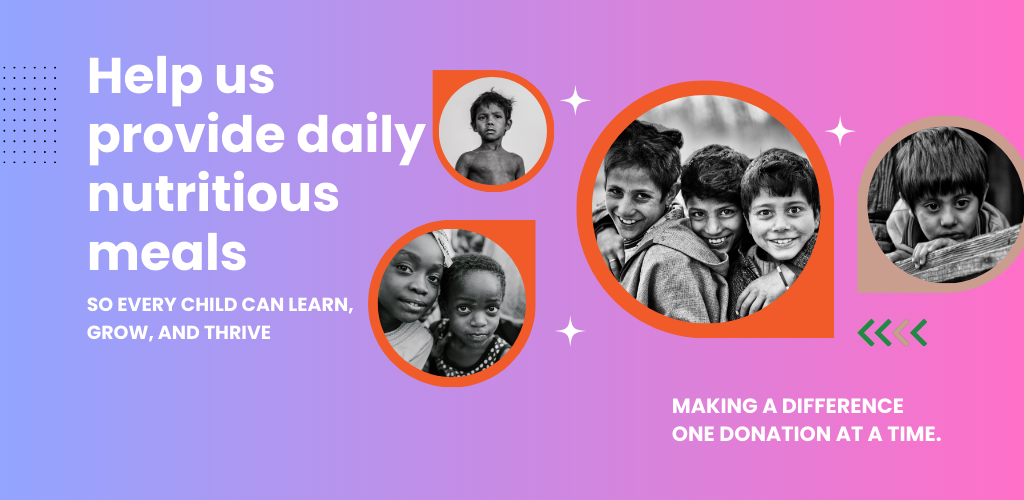 Help us
provide daily
nutritious
meals
SO EVERY CHILD CAN LEARN,
GROW, AND THRIVE
MAKING A DIFFERENCE
ONE DONATION AT A TIME.